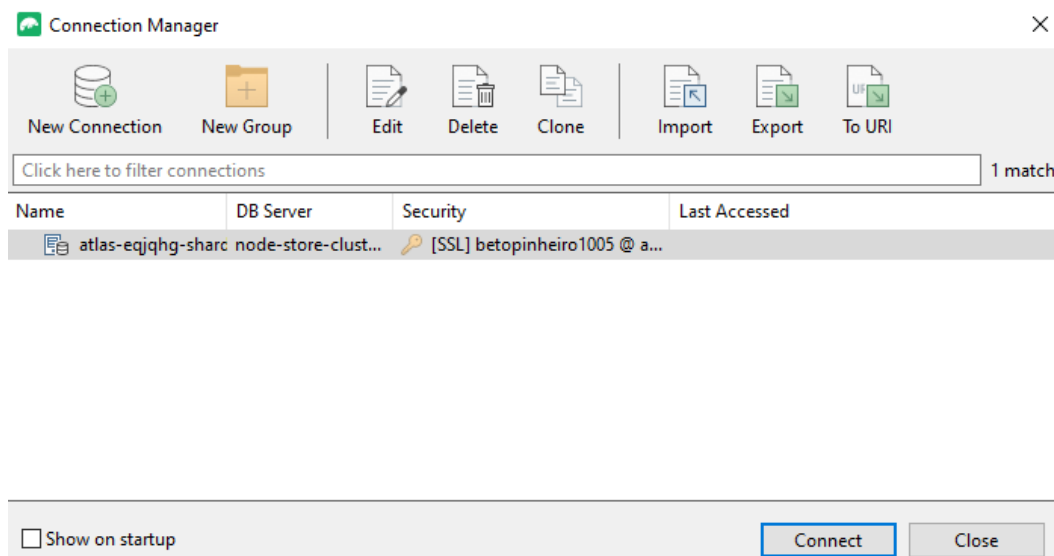 Connection Manager
New Connection New Group Edit Delete Clone Import Export To URI
Click here to filter connections 1 match
Name DB Server Security Last Accessed
atlas-eqjqhg-shard node-store-clust... [SSL] betopinheiro1005 @ a...
Show on startup Connect Close